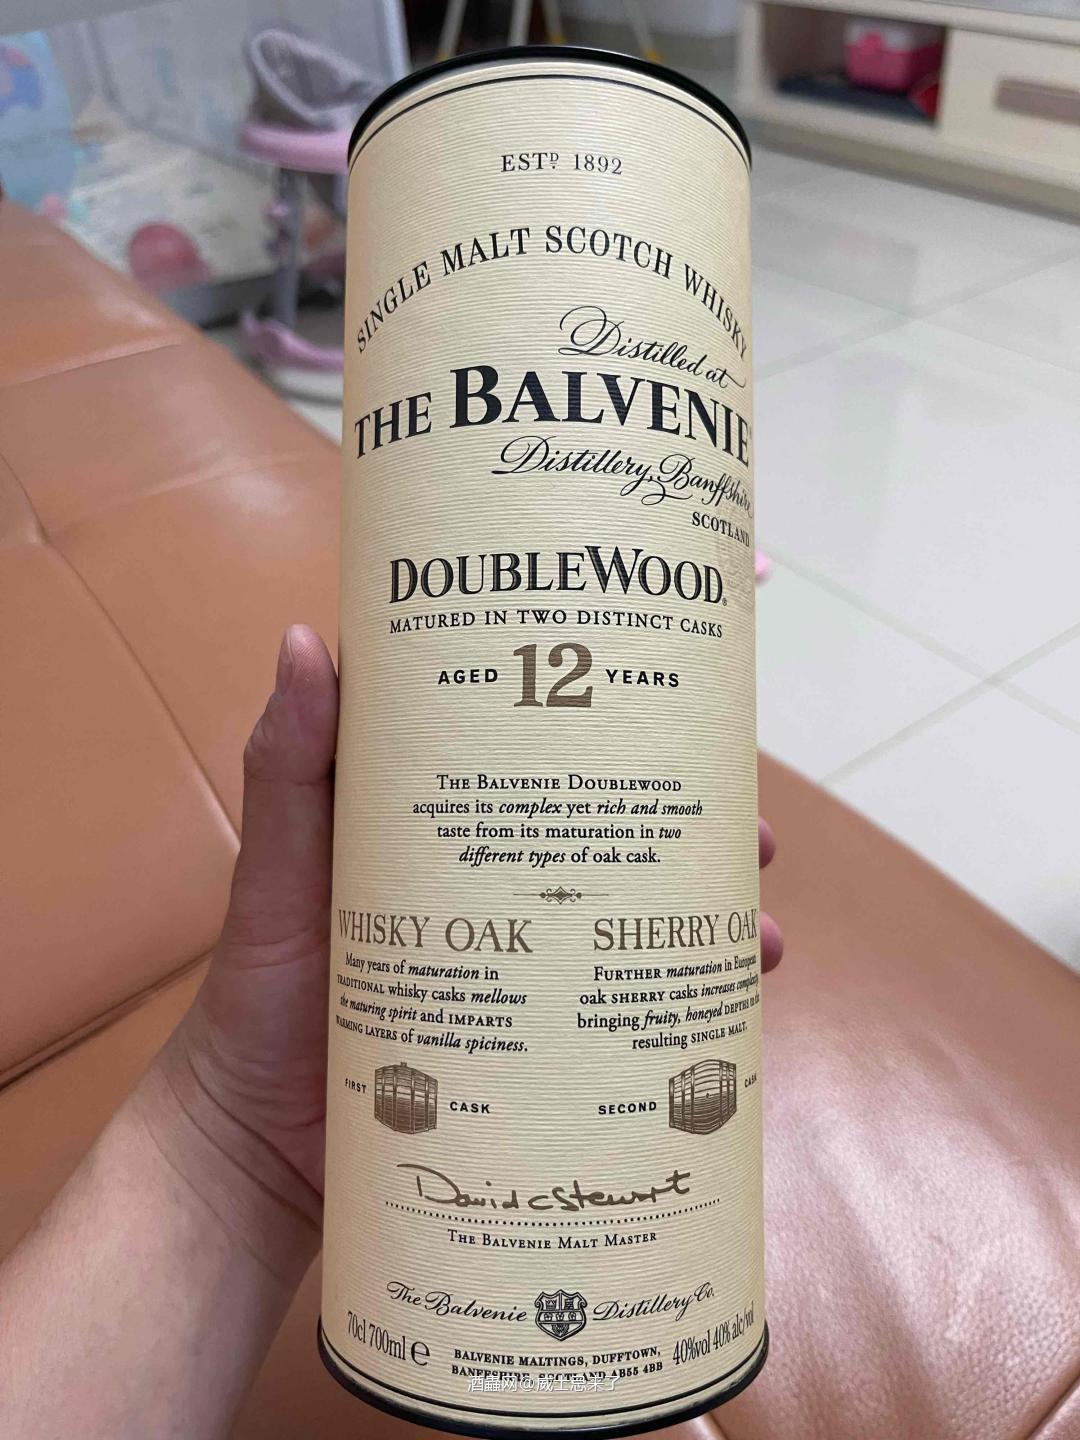 ESTD 1892
SINGLE MALT SCOTCH WHISKY
Distilled at
THE BALVENIE
Distillery, Banffshire
SCOTLAND
DOUBLEWOOD®
MATURED IN TWO DISTINCT CASKS
AGED 12 YEARS
THE BALVENIE DOUBLEWOOD
acquires its complex yet rich and smooth
taste from its maturation in two
different types of oak cask.
WHISKY OAK
Many years of maturation in
TRADITIONAL whisky casks mellows
the maturing spirit and IMPARTS
WARMING LAYERS of vanilla spiciness.
FIRST CASK
SHERRY OAK
FURTHER maturation in European
oak SHERRY casks increases complexity
bringing fruity, honeyed DEPTHS to the
resulting SINGLE MALT.
SECOND CASK
David C Stewart
THE BALVENIE MALT MASTER
The Balvenie Distillery Co.
70cl 700ml e
BALVENIE MALTINGS, DUFFTOWN,
BANFFSHIRE, SCOTLAND AB55 4BB
40%vol 40% alc/vol
酒蟲网@威士忌来了